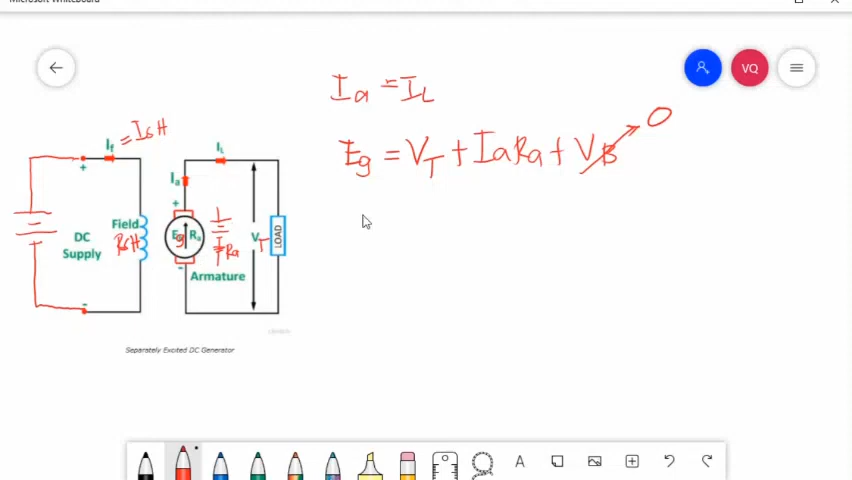 Microsoft Whiteboard
VQ
Ia = IL
Eg = VT + IaRa + VB → 0
If = IsH
IL
Ia
+
+
Field
RsH
DC
Supply
Eg Ra
Ra
VT
LOAD
-
-
Armature
Separately Excited DC Generator
A